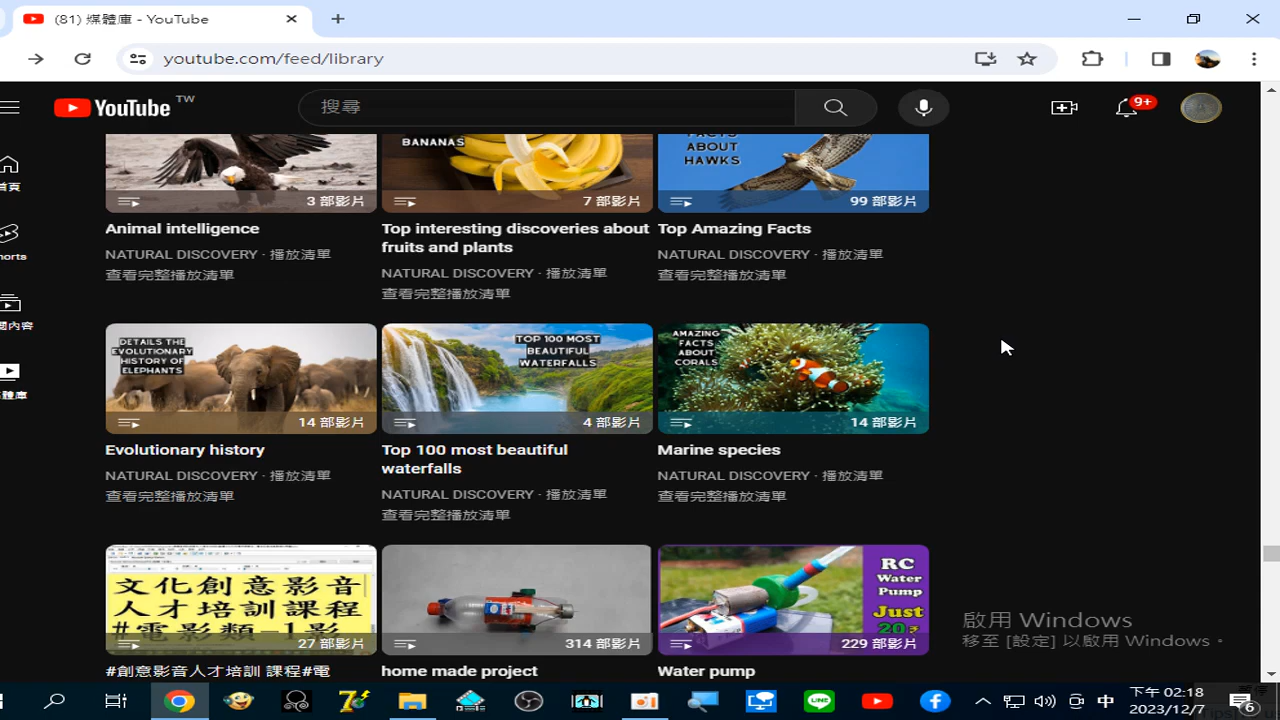 (81) 媒體庫 - YouTube
youtube.com/feed/library
YouTube TW
搜尋
9+
首頁
BANANAS
FACTS
ABOUT
HAWKS
3 部影片
7 部影片
99 部影片
Animal intelligence
Top interesting discoveries about
fruits and plants
Top Amazing Facts
NATURAL DISCOVERY · 播放清單
查看完整播放清單
NATURAL DISCOVERY · 播放清單
查看完整播放清單
NATURAL DISCOVERY · 播放清單
查看完整播放清單
horts
閱內容
體庫
DETAILS THE
EVOLUTIONARY
HISTORY OF
ELEPHANTS
14 部影片
TOP 100 MOST
BEAUTIFUL
WATERFALLS
4 部影片
AMAZING
FACTS
ABOUT
CORALS
14 部影片
Evolutionary history
NATURAL DISCOVERY · 播放清單
查看完整播放清單
Top 100 most beautiful
waterfalls
NATURAL DISCOVERY · 播放清單
查看完整播放清單
Marine species
NATURAL DISCOVERY · 播放清單
查看完整播放清單
文化創意影音
人才培訓課程
#電影類-1影
27 部影片
314 部影片
RC
Water
Pump
Just
20 ₹
229 部影片
#創意影音人才培訓 課程#電
home made project
Water pump
啟用 Windows
移至 [設定] 以啟用 Windows。
中
下午 02:18
2023/12/7
6